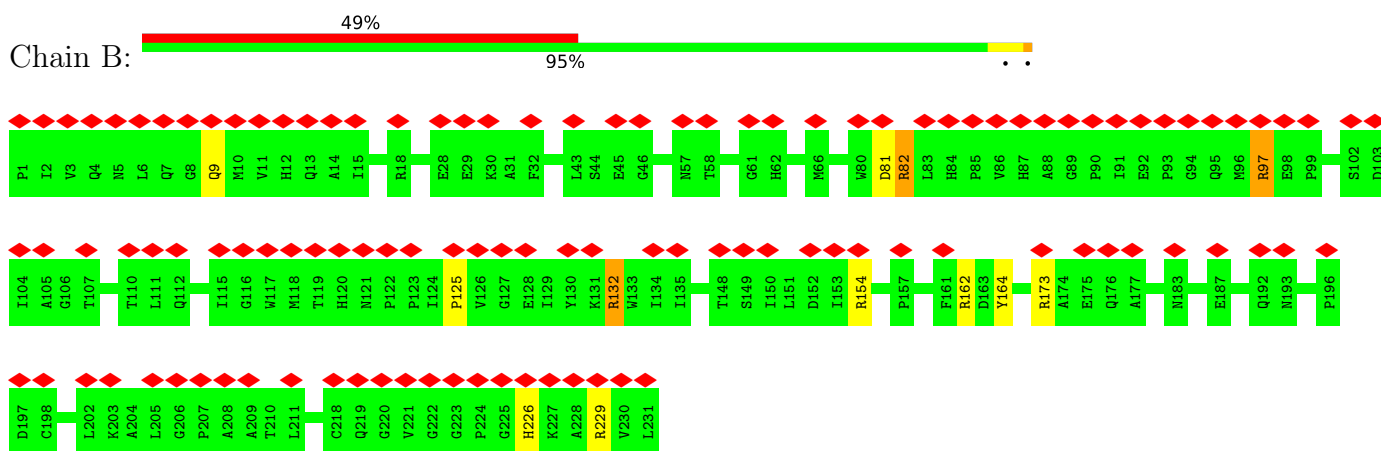 49%
Chain B:
95%
. .
P1 I2 V3 Q4 N5 L6 Q7 G8 Q9 M10 V11 H12 Q13 A14 I15 R18 E28 E29 K30 A31 F32 L43 S44 E45 G46 N57 T58 G61 H62 M66 W80 D81 R82 L83 H84 P85 V86 H87 A88 G89 P90 I91 E92 P93 G94 Q95 M96 R97 E98 P99 S102 D103
I104 A105 G106 T107 T110 L111 Q112 I115 G116 W117 M118 T119 H120 N121 P122 P123 I124 P125 V126 G127 E128 I129 Y130 K131 R132 W133 I134 I135 T148 S149 I150 L151 D152 I153 R154 P157 F161 R162 D163 Y164 R173 A174 E175 Q176 A177 N183 E187 Q192 N193 P196
D197 C198 L202 K203 A204 L205 G206 P207 A208 A209 T210 L211 C218 Q219 G220 V221 G222 G223 P224 G225 H226 K227 A228 R229 V230 L231